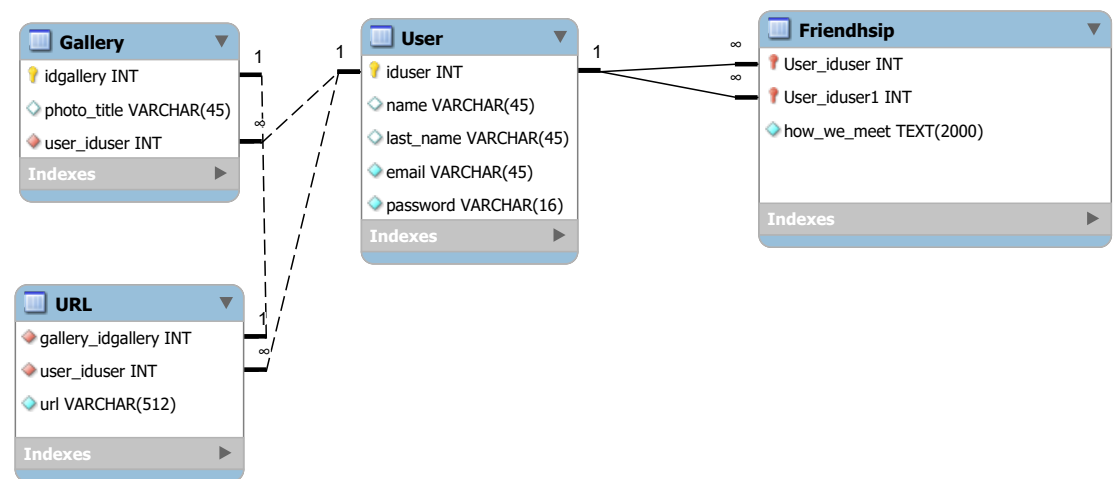 Gallery
idgallery INT
photo_title VARCHAR(45)
user_iduser INT
Indexes
1
∞
User
iduser INT
name VARCHAR(45)
last_name VARCHAR(45)
email VARCHAR(45)
password VARCHAR(16)
Indexes
1
1
Friendhsip
User_iduser INT
User_iduser1 INT
how_we_meet TEXT(2000)
Indexes
∞
∞
URL
gallery_idgallery INT
user_iduser INT
url VARCHAR(512)
Indexes
1
∞